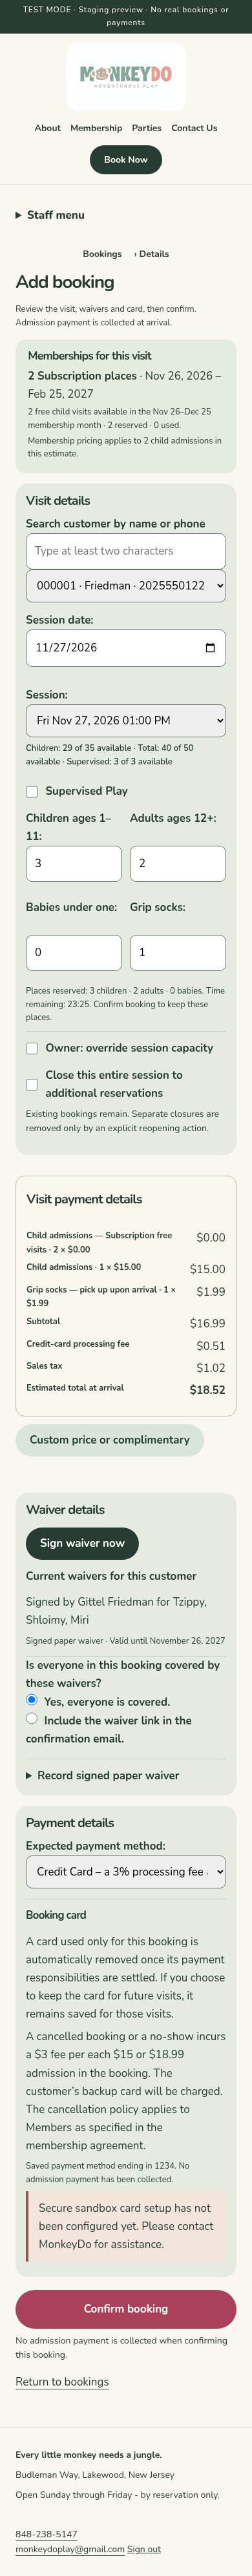 TEST MODE · Staging preview · No real bookings or
payments
MONKEYDO
ADVENTUROUS PLAY
About Membership Parties Contact Us
Book Now
▶ Staff menu
Bookings › Details
Add booking
Review the visit, waivers and card, then confirm.
Admission payment is collected at arrival.
Memberships for this visit
2 Subscription places · Nov 26, 2026 –
Feb 25, 2027
2 free child visits available in the Nov 26–Dec 25
membership month · 2 reserved · 0 used.
Membership pricing applies to 2 child admissions in
this estimate.
Visit details
Search customer by name or phone
Type at least two characters
000001 · Friedman · 2025550122
Session date:
11/27/2026
Session:
Fri Nov 27, 2026 01:00 PM
Children: 29 of 35 available · Total: 40 of 50
available · Supervised: 3 of 3 available
Supervised Play
Children ages 1–
11:
Adults ages 12+:
3
2
Babies under one:
Grip socks:
0
1
Places reserved: 3 children · 2 adults · 0 babies. Time
remaining: 23:25. Confirm booking to keep these
places.
Owner: override session capacity
Close this entire session to
additional reservations
Existing bookings remain. Separate closures are
removed only by an explicit reopening action.
Visit payment details
Child admissions — Subscription free
visits · 2 × $0.00
$0.00
Child admissions · 1 × $15.00
$15.00
Grip socks — pick up upon arrival · 1 ×
$1.99
$1.99
Subtotal
$16.99
Credit-card processing fee
$0.51
Sales tax
$1.02
Estimated total at arrival
$18.52
Custom price or complimentary
Waiver details
Sign waiver now
Current waivers for this customer
Signed by Gittel Friedman for Tzippy,
Shloimy, Miri
Signed paper waiver · Valid until November 26, 2027
Is everyone in this booking covered by
these waivers?
Yes, everyone is covered.
Include the waiver link in the
confirmation email.
▶ Record signed paper waiver
Payment details
Expected payment method:
Credit Card – a 3% processing fee
Booking card
A card used only for this booking is
automatically removed once its payment
responsibilities are settled. If you choose
to keep the card for future visits, it
remains saved for those visits.
A cancelled booking or a no-show incurs
a $3 fee per each $15 or $18.99
admission in the booking. The
customer’s backup card will be charged.
The cancellation policy applies to
Members as specified in the
membership agreement.
Saved payment method ending in 1234. No
admission payment has been collected.
Secure sandbox card setup has not
been configured yet. Please contact
MonkeyDo for assistance.
Confirm booking
No admission payment is collected when confirming
this booking.
Return to bookings
Every little monkey needs a jungle.
Budleman Way, Lakewood, New Jersey
Open Sunday through Friday - by reservation only.
848-238-5147
monkeydoplay@gmail.com Sign out